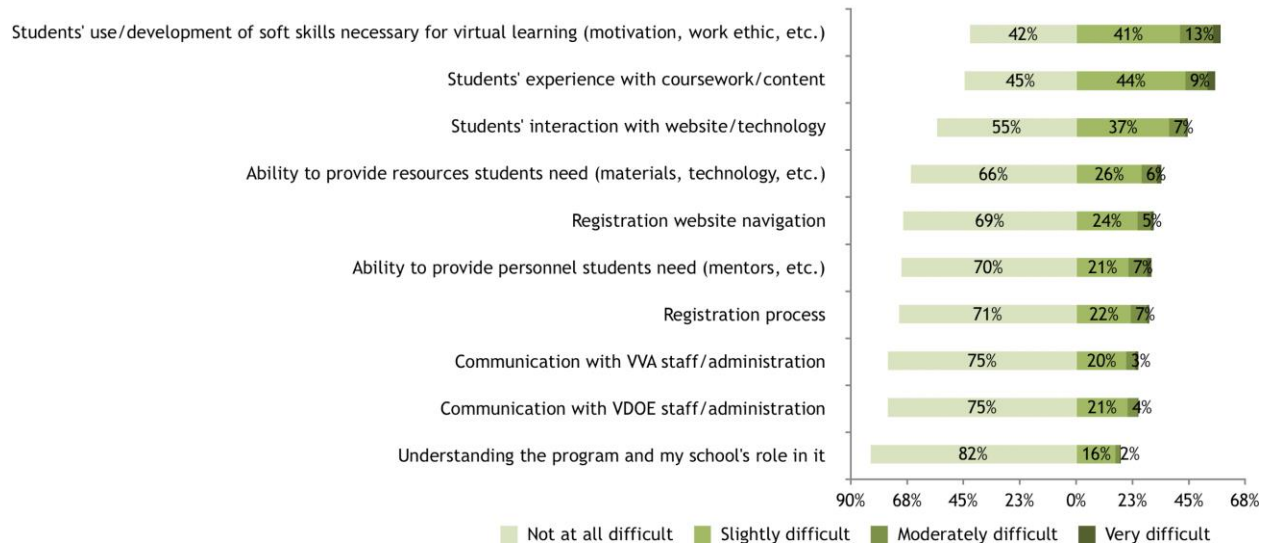 Students' use/development of soft skills necessary for virtual learning (motivation, work ethic, etc.) 42% 41% 13%
Students' experience with coursework/content 45% 44% 9%
Students' interaction with website/technology 55% 37% 7%
Ability to provide resources students need (materials, technology, etc.) 66% 26% 6%
Registration website navigation 69% 24% 5%
Ability to provide personnel students need (mentors, etc.) 70% 21% 7%
Registration process 71% 22% 7%
Communication with VVA staff/administration 75% 20% 3%
Communication with VDOE staff/administration 75% 21% 4%
Understanding the program and my school's role in it 82% 16% 2%
90% 68% 45% 23% 0% 23% 45% 68%
Not at all difficult Slightly difficult Moderately difficult Very difficult